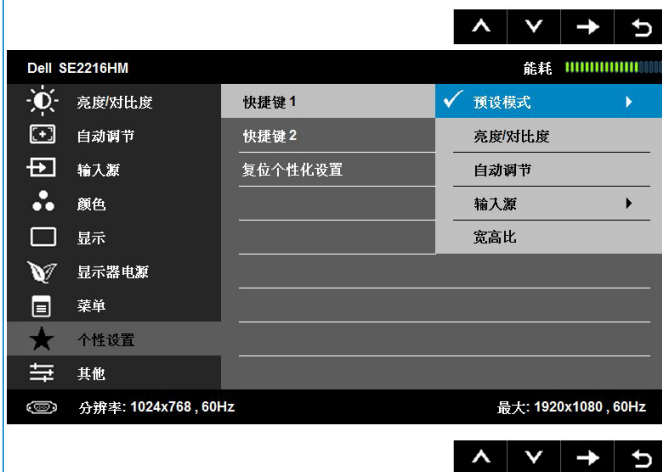 Dell SE2216HM
能耗
亮度/对比度
快捷键 1
预设模式
自动调节
快捷键 2
亮度/对比度
输入源
复位个性化设置
自动调节
颜色
输入源
显示
宽高比
显示器电源
菜单
个性设置
其他
分辨率: 1024x768 , 60Hz
最大: 1920x1080 , 60Hz